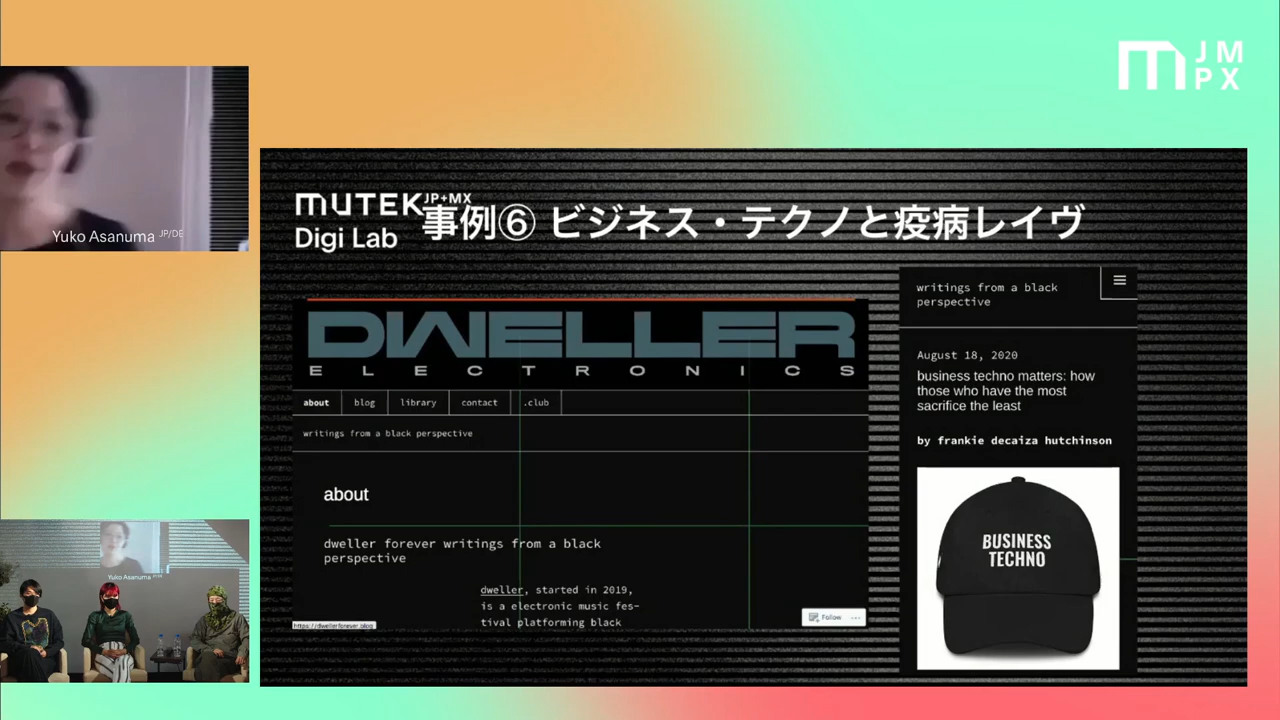 JM
PX
Yuko Asanuma JP/DE
Yuko Asanuma JP/DE
MUTEK JP+MX
Digi Lab
事例⑥ ビジネス・テクノと疫病レイヴ
DWELLER
ELECTRONICS
about blog library contact .club
writings from a black perspective
about
dweller forever writings from a black
perspective
dweller, started in 2019,
is a electronic music fes-
tival platforming black
Follow
https://dwellerforever.blog
writings from a black
perspective
August 18, 2020
business techno matters: how
those who have the most
sacrifice the least
by frankie decaiza hutchinson
BUSINESS
TECHNO